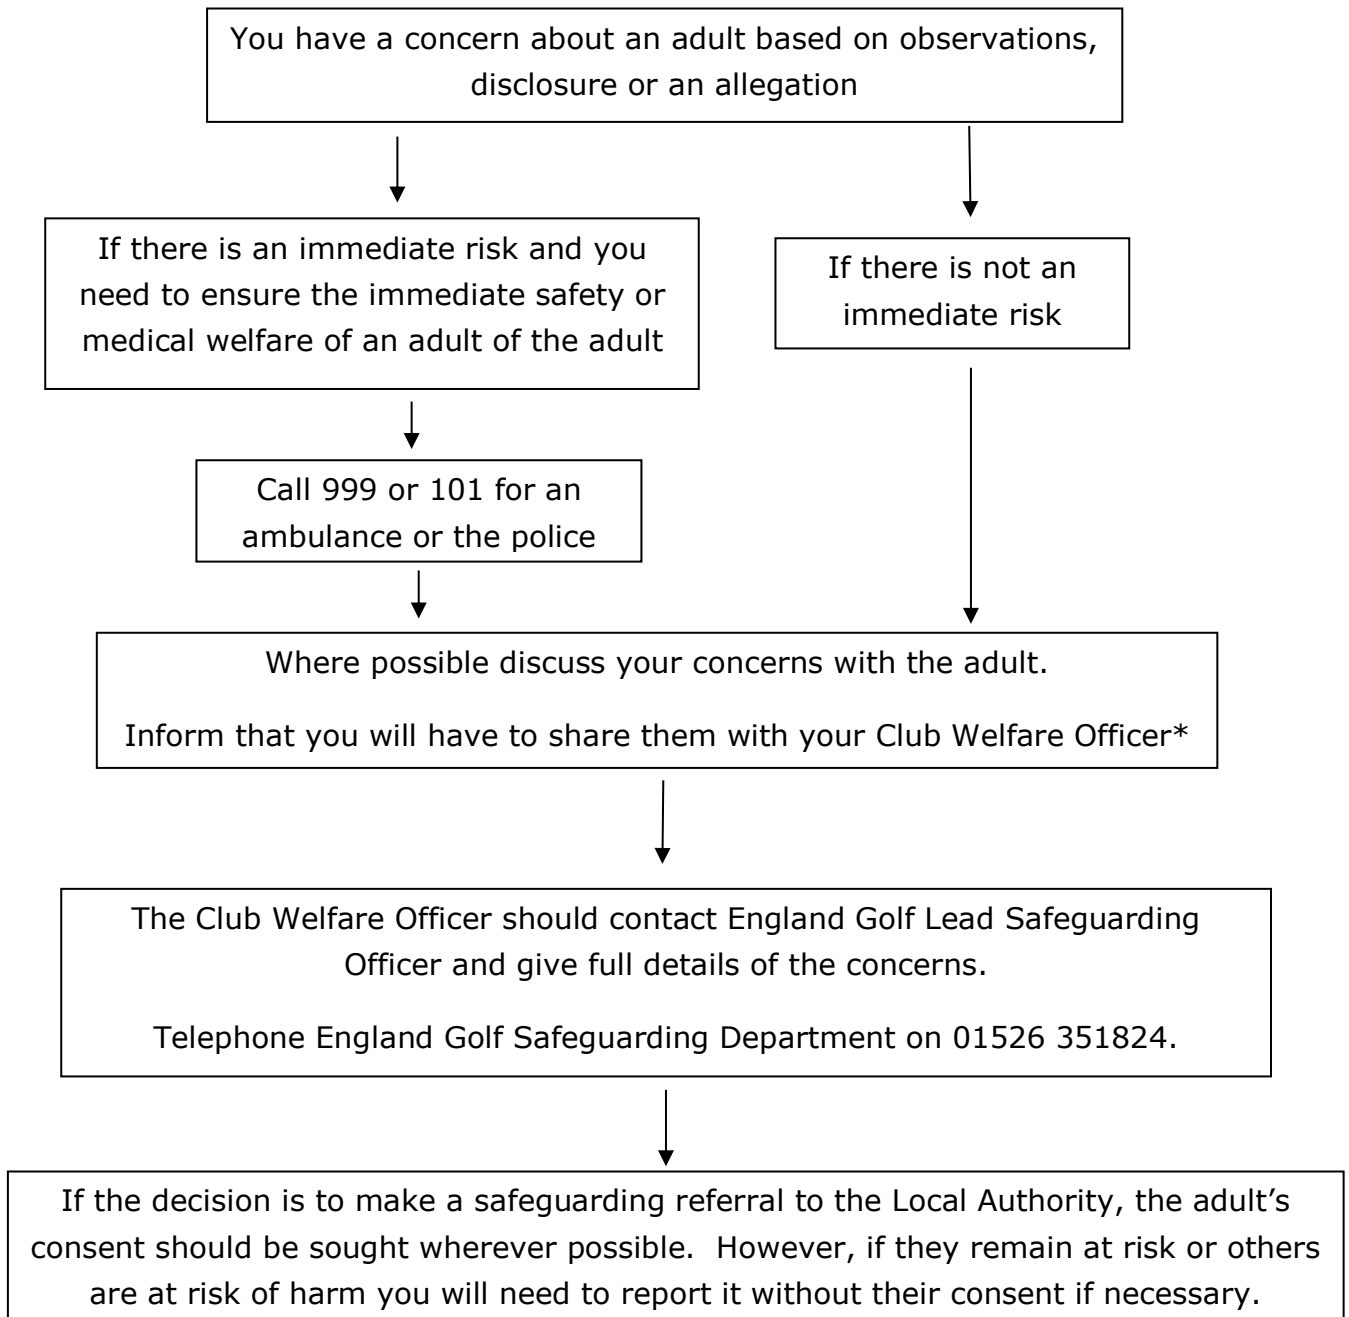 You have a concern about an adult based on observations,
disclosure or an allegation
If there is an immediate risk and you
need to ensure the immediate safety or
medical welfare of an adult of the adult
If there is not an
immediate risk
Call 999 or 101 for an
ambulance or the police
Where possible discuss your concerns with the adult.
Inform that you will have to share them with your Club Welfare Officer*
The Club Welfare Officer should contact England Golf Lead Safeguarding
Officer and give full details of the concerns.
Telephone England Golf Safeguarding Department on 01526 351824.
If the decision is to make a safeguarding referral to the Local Authority, the adult’s
consent should be sought wherever possible.  However, if they remain at risk or others
are at risk of harm you will need to report it without their consent if necessary.